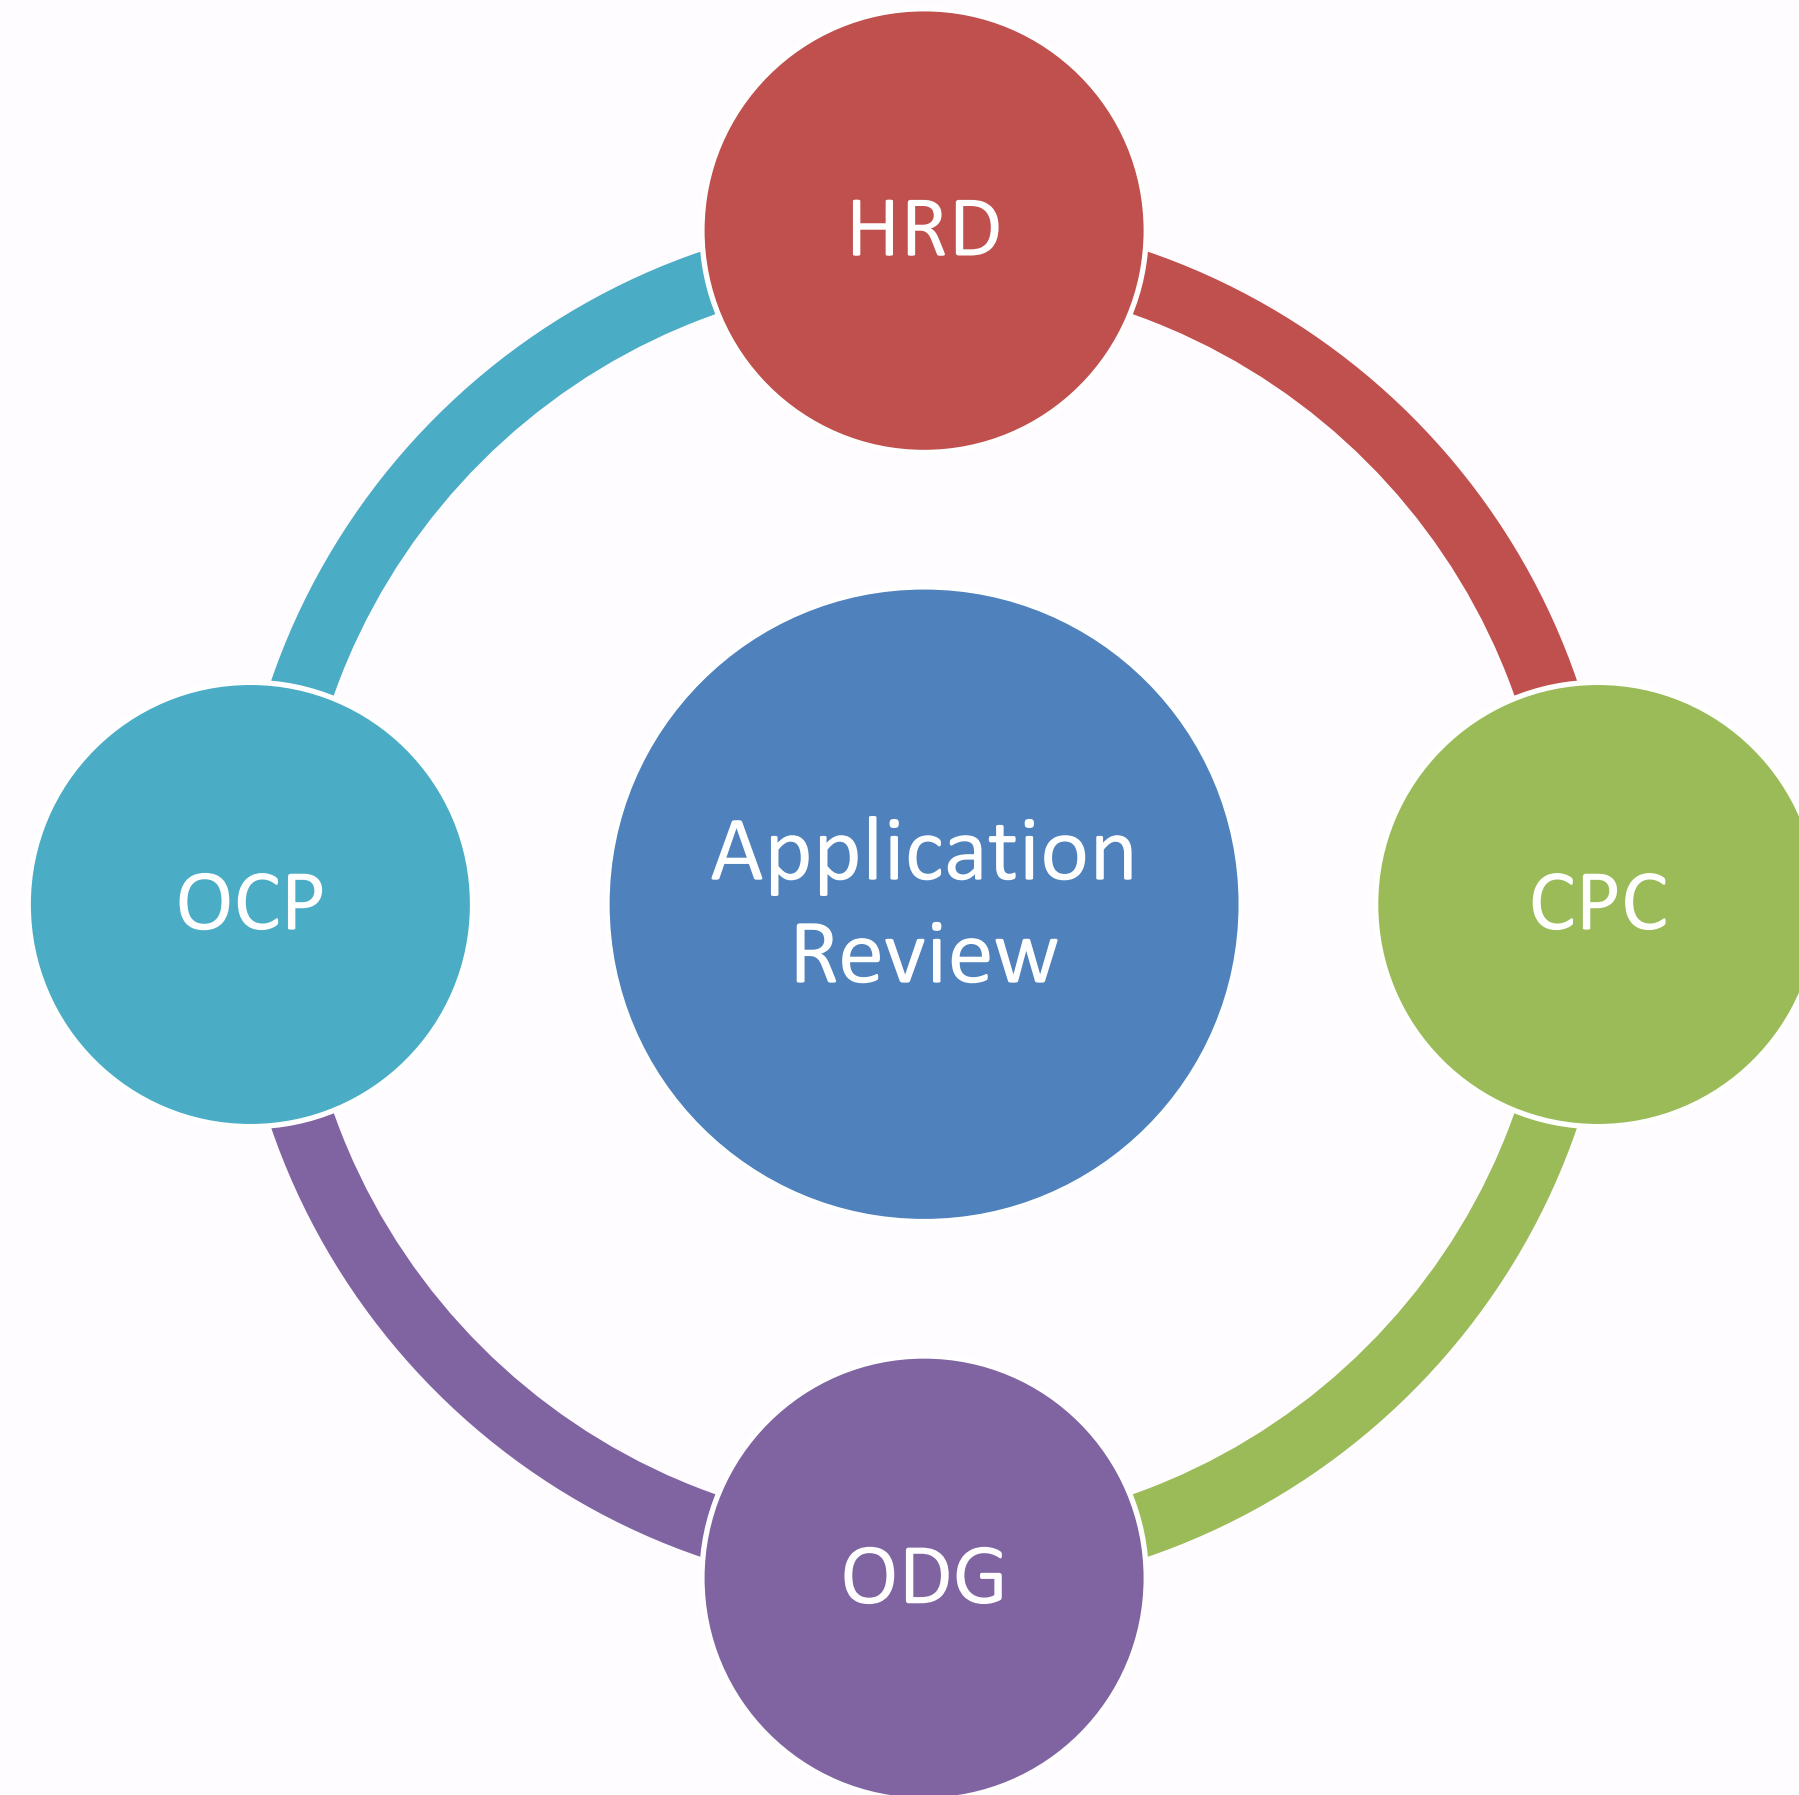 HRD
OCP
Application
Review
CPC
ODG